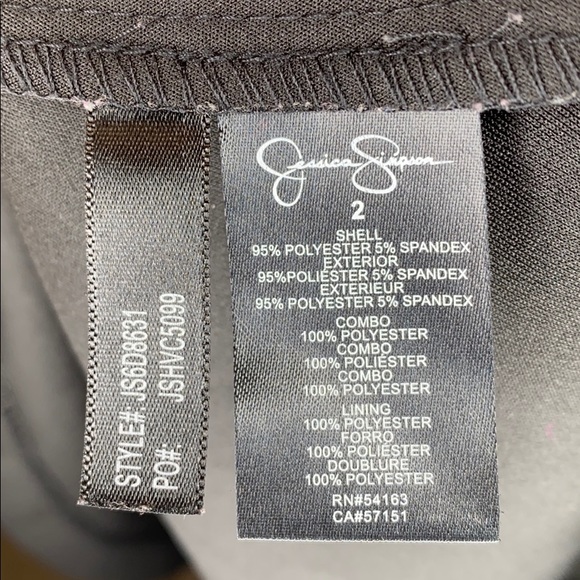 STYLE# JS6D8631
PO#: JSHVC5099
Jessica Simpson
2
SHELL
95% POLYESTER 5% SPANDEX
EXTERIOR
95%POLIÉSTER 5% SPANDEX
EXTERIEUR
95% POLYESTER 5% SPANDEX
COMBO
100% POLYESTER
COMBO
100% POLIÉSTER
COMBO
100% POLYESTER
LINING
100% POLYESTER
FORRO
100% POLIÉSTER
DOUBLURE
100% POLYESTER
RN#54163
CA#57151